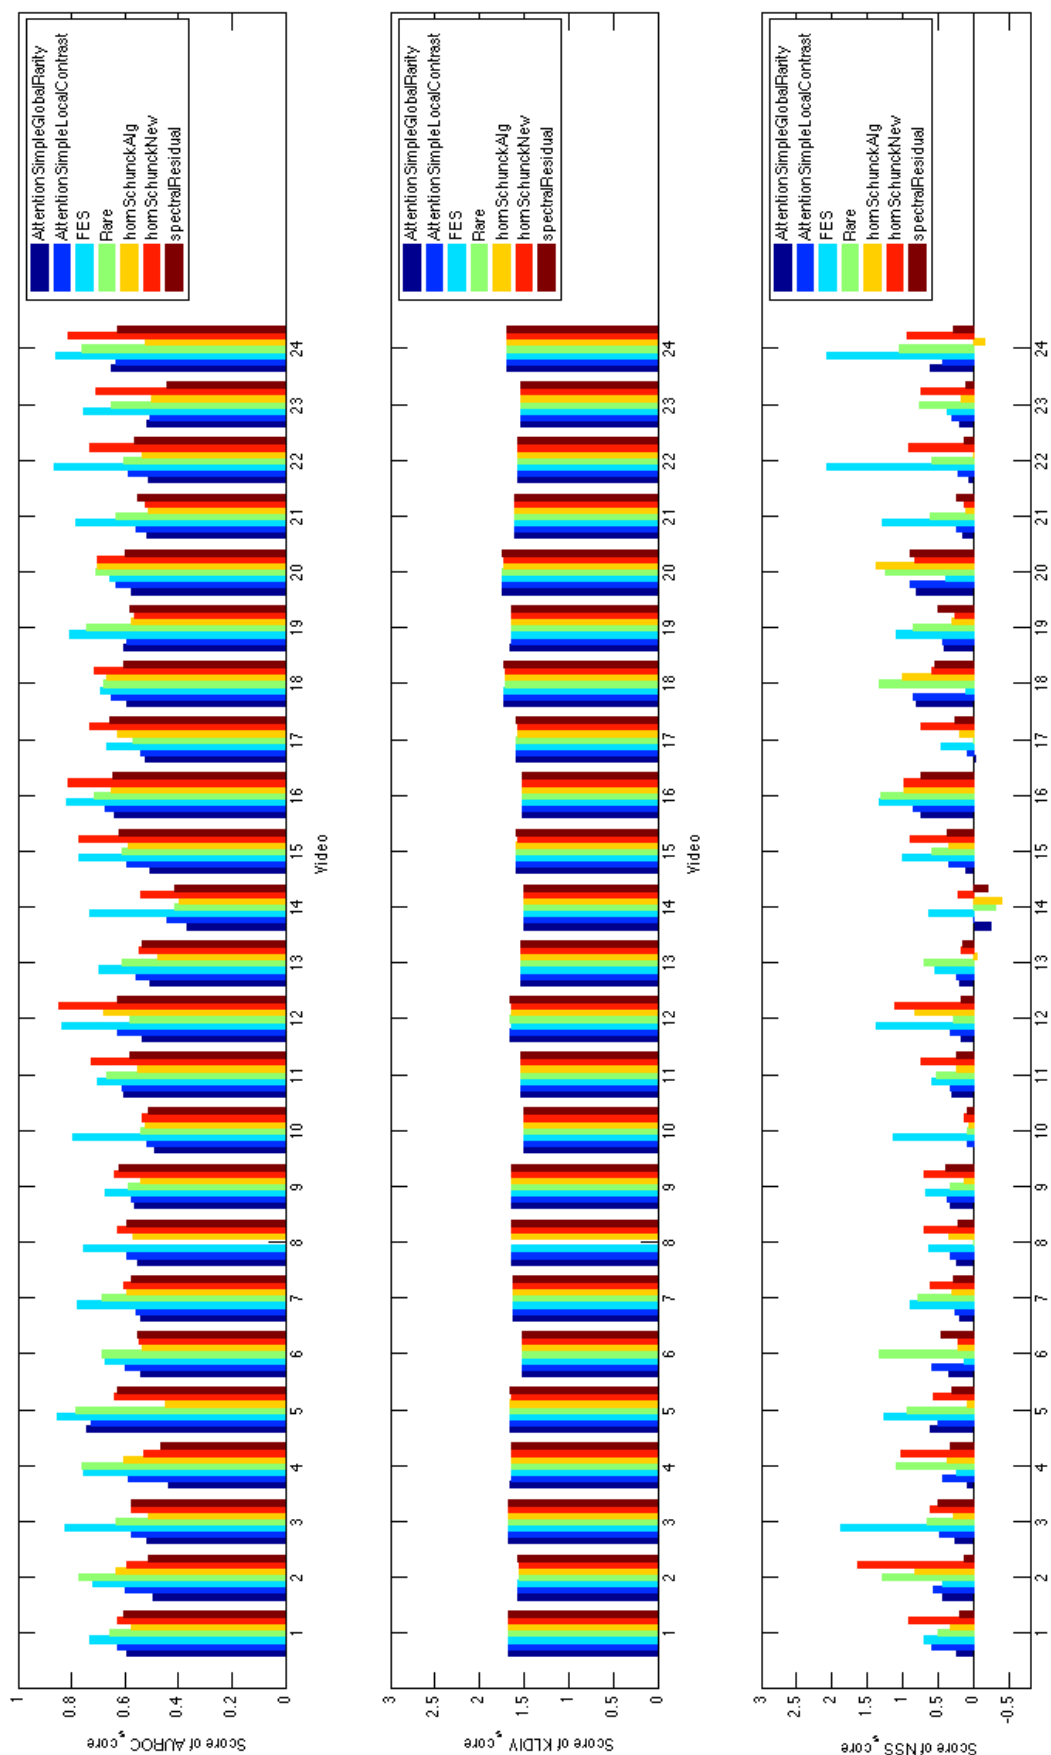 Score of AUROC_score
1
0.8
0.6
0.4
0.2
0
1 2 3 4 5 6 7 8 9 10 11 12 13 14 15 16 17 18 19 20 21 22 23 24
Video
AttentionSimpleGlobalRarity
AttentionSimpleLocalContrast
FES
Rare
hornSchunckAlg
hornSchunckNew
spectralResidual
Score of KLDIV_score
2.5
2
1.5
1
0.5
0
1 2 3 4 5 6 7 8 9 10 11 12 13 14 15 16 17 18 19 20 21 22 23 24
Video
AttentionSimpleGlobalRarity
AttentionSimpleLocalContrast
FES
Rare
hornSchunckAlg
hornSchunckNew
spectralResidual
Score of NSS_score
3
2.5
2
1.5
1
0.5
0
-0.5
1 2 3 4 5 6 7 8 9 10 11 12 13 14 15 16 17 18 19 20 21 22 23 24
AttentionSimpleGlobalRarity
AttentionSimpleLocalContrast
FES
Rare
hornSchunckAlg
hornSchunckNew
spectralResidual